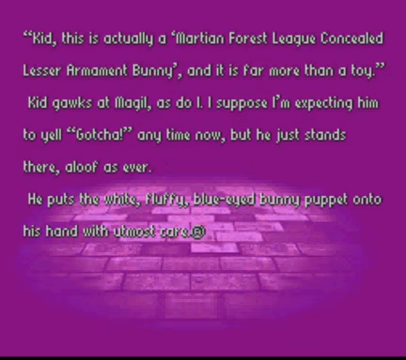 “Kid, this is actually a ‘Martian Forest League Concealed
Lesser Armament Bunny’, and it is far more than a toy.”
Kid gawks at Magil, as do I. I suppose I’m expecting him
to yell “Gotcha!” any time now, but he just stands
there, aloof as ever.
He puts the white, fluffy, blue-eyed bunny puppet onto
his hand with utmost care.